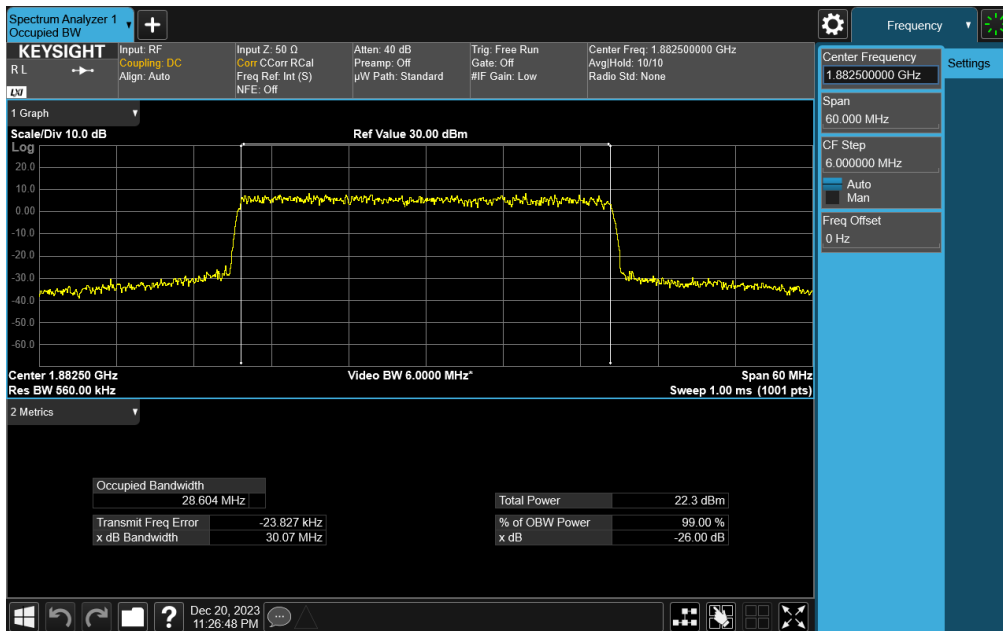 Spectrum Analyzer 1
Occupied BW
Frequency
KEYSIGHT
R L
LXI
Input: RF
Coupling: DC
Align: Auto
Input Z: 50 Ω
Corr CCorr RCal
Freq Ref: Int (S)
NFE: Off
Atten: 40 dB
Preamp: Off
µW Path: Standard
Trig: Free Run
Gate: Off
#IF Gain: Low
Center Freq: 1.882500000 GHz
Avg|Hold: 10/10
Radio Std: None
Center Frequency
1.882500000 GHz
Settings
Span
60.000 MHz
CF Step
6.000000 MHz
Auto
Man
Freq Offset
0 Hz
1 Graph
Scale/Div 10.0 dB
Ref Value 30.00 dBm
Log
20.0
10.0
0.00
-10.0
-20.0
-30.0
-40.0
-50.0
-60.0
Center 1.88250 GHz
Video BW 6.0000 MHz*
Span 60 MHz
Res BW 560.00 kHz
Sweep 1.00 ms (1001 pts)
2 Metrics
Occupied Bandwidth
28.604 MHz
Total Power 22.3 dBm
Transmit Freq Error -23.827 kHz
% of OBW Power 99.00 %
x dB Bandwidth 30.07 MHz
x dB -26.00 dB
Dec 20, 2023
11:26:48 PM